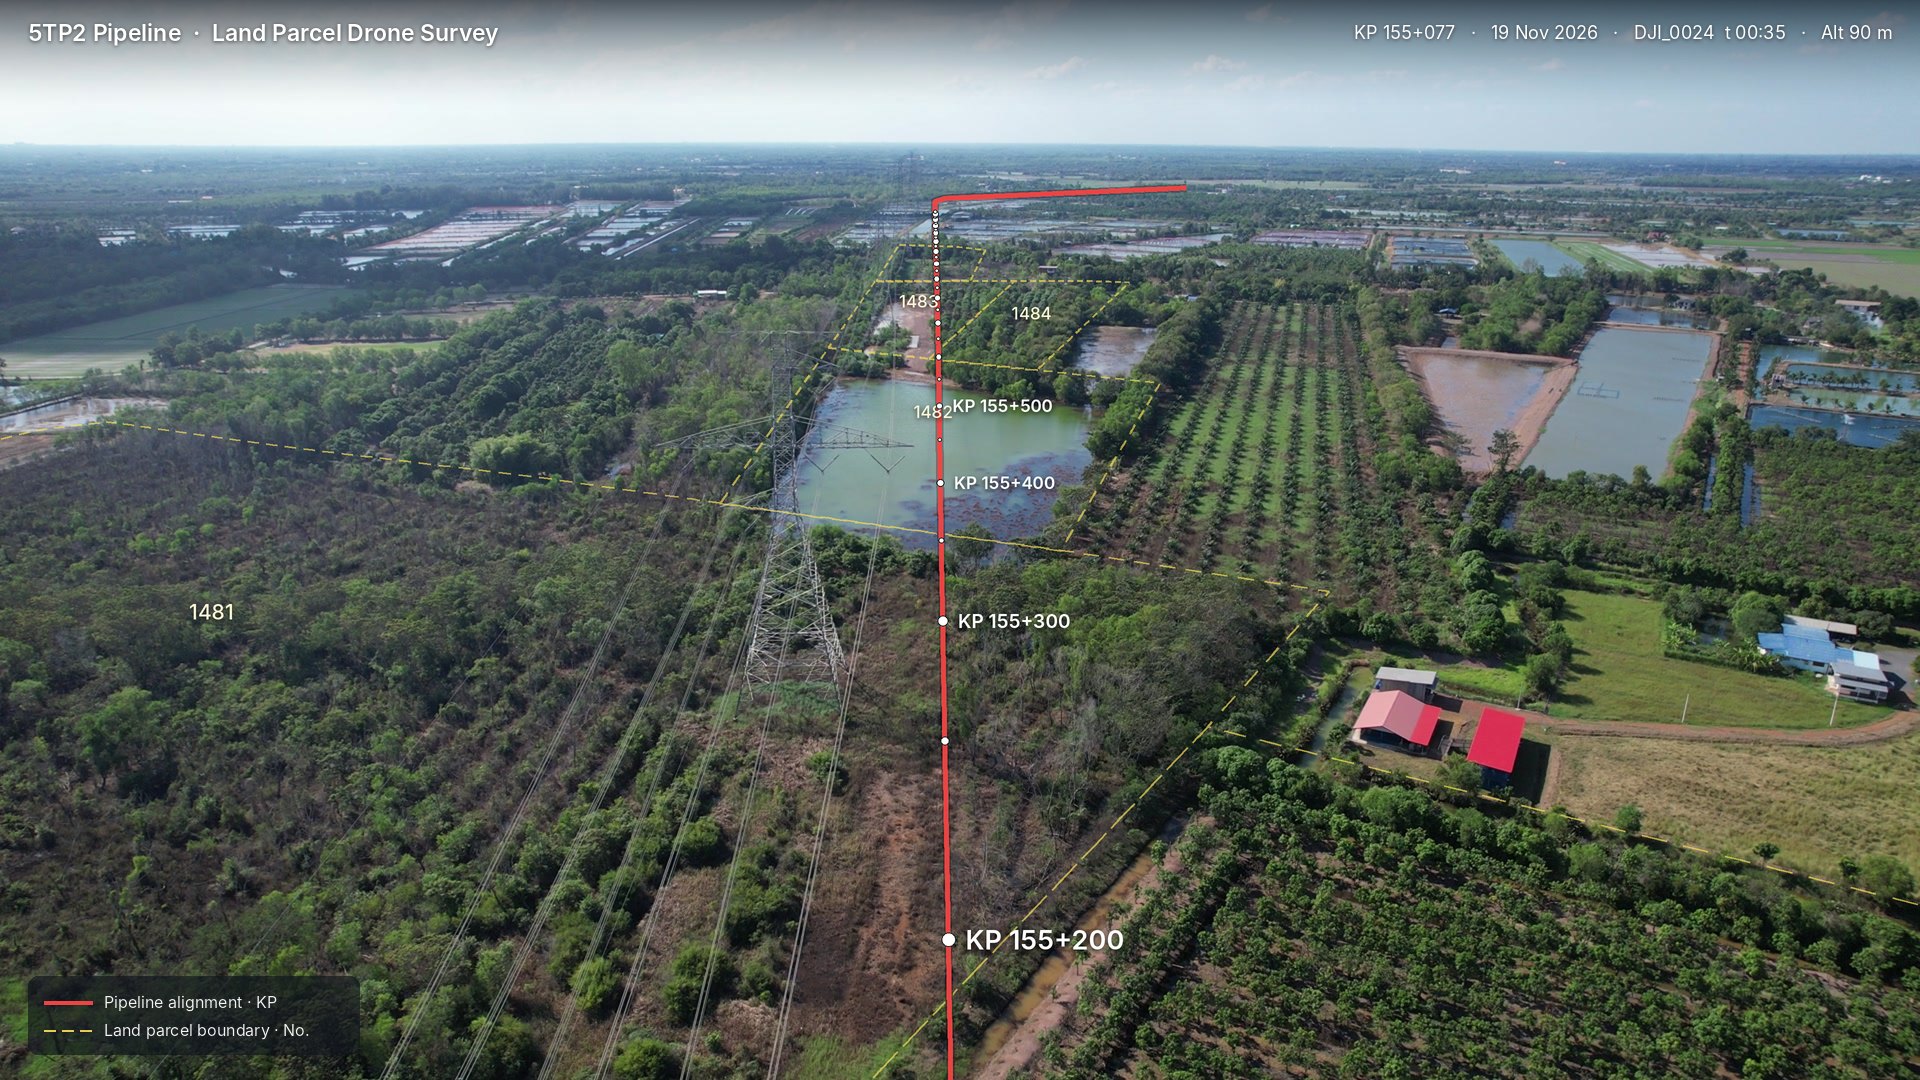 5TP2 Pipeline · Land Parcel Drone Survey
KP 155+077 · 19 Nov 2026 · DJI_0024 t 00:35 · Alt 90 m
1483
1484
1482
KP 155+500
KP 155+400
1481
KP 155+300
KP 155+200
Pipeline alignment · KP
Land parcel boundary · No.